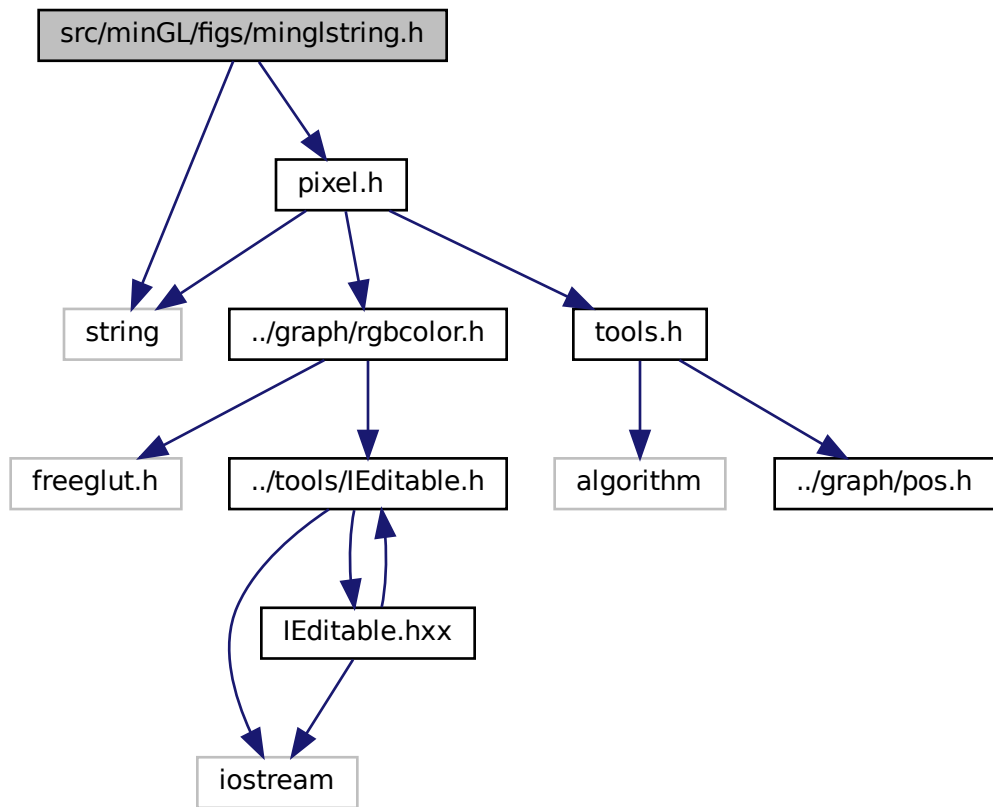 src/minGL/figs/minglstring.h
pixel.h
string
../graph/rgbcolor.h
tools.h
freeglut.h
../tools/IEditable.h
algorithm
../graph/pos.h
IEditable.hxx
iostream